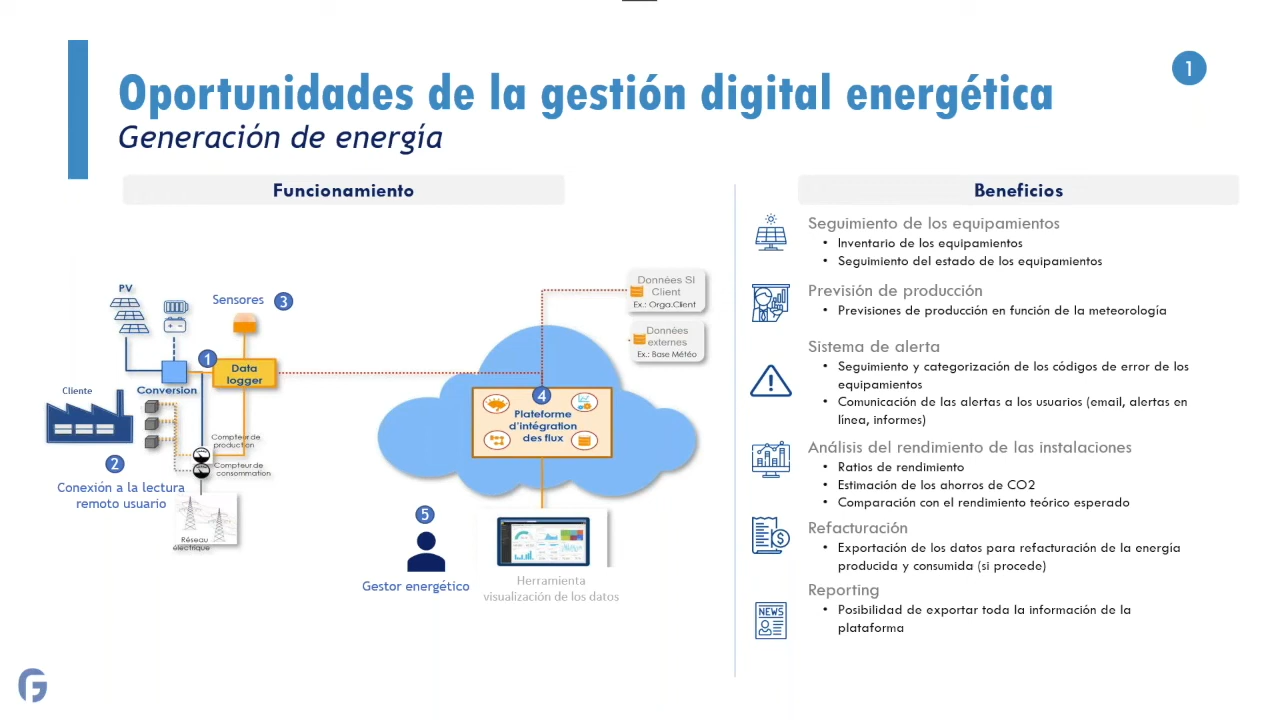 1
Oportunidades de la gestión digital energética
Generación de energía
Funcionamiento
PV
Sensores 3
1
Data
logger
Conversion
Cliente
Compteur de
production
Compteur de
consommation
2
Conexión a la lectura
remoto usuario
Réseau
électrique
Données SI
Client
Ex.: Orga.Client
Données
externes
Ex.: Base Météo
4
Plateforme
d'intégration
des flux
5
Gestor energético
Herramienta
visualización de los datos
Beneficios
Seguimiento de los equipamientos
• Inventario de los equipamientos
• Seguimiento del estado de los equipamientos
Previsión de producción
• Previsiones de producción en función de la meteorología
Sistema de alerta
• Seguimiento y categorización de los códigos de error de los
equipamientos
• Comunicación de las alertas a los usuarios (email, alertas en
línea, informes)
Análisis del rendimiento de las instalaciones
• Ratios de rendimiento
• Estimación de los ahorros de CO2
• Comparación con el rendimiento teórico esperado
Refacturación
• Exportación de los datos para refacturación de la energía
producida y consumida (si procede)
Reporting
NEWS
• Posibilidad de exportar toda la información de la
plataforma